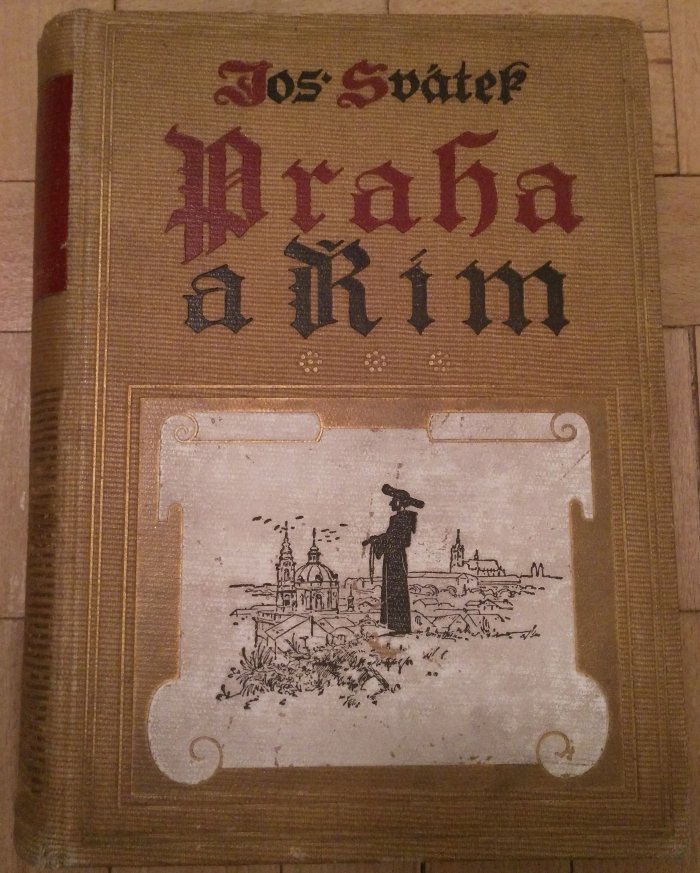 Jos. Svátek
Praha
a Řím